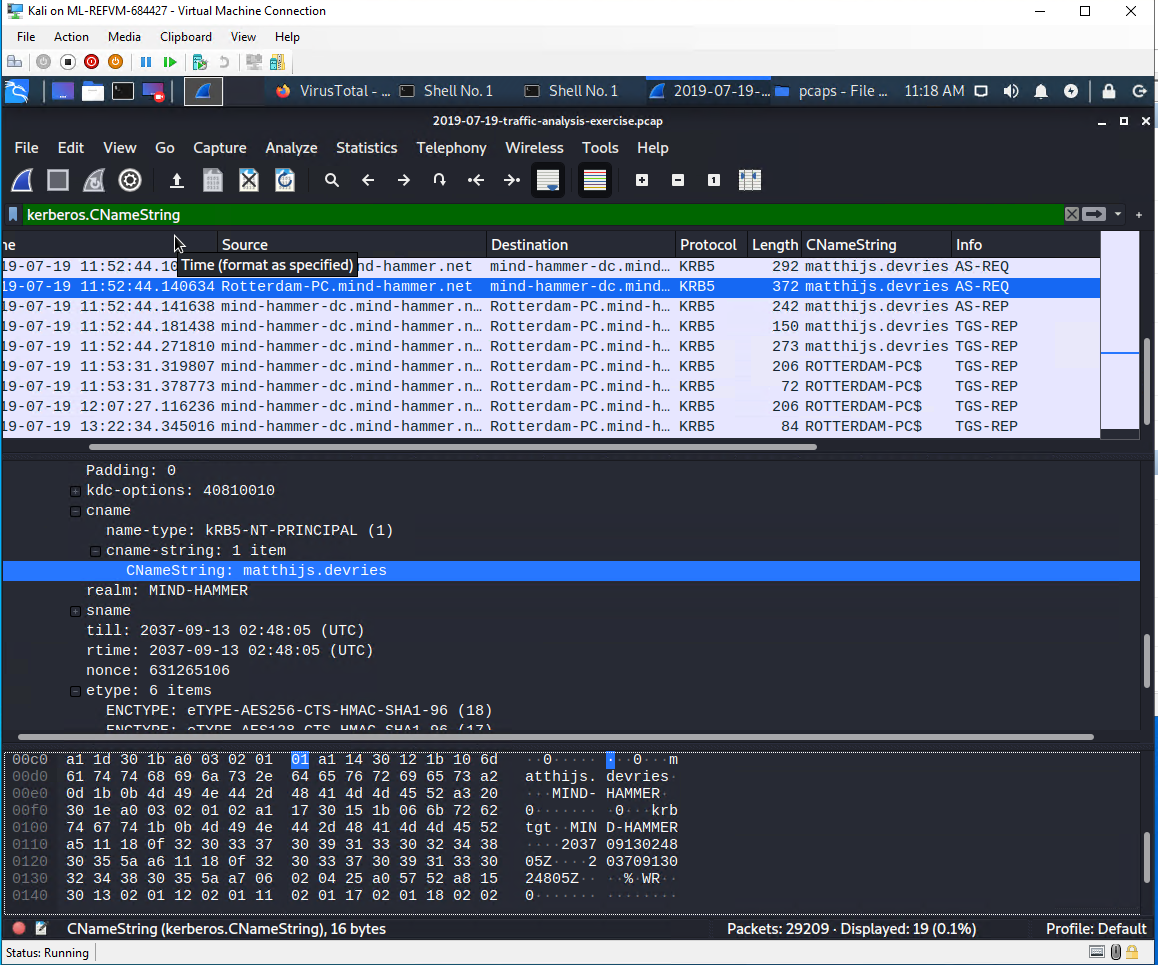 Kali on ML-REFVM-684427 - Virtual Machine Connection
File Action Media Clipboard View Help
VirusTotal - ... Shell No. 1 Shell No. 1 2019-07-19-... pcaps - File ... 11:18 AM
2019-07-19-traffic-analysis-exercise.pcap
File Edit View Go Capture Analyze Statistics Telephony Wireless Tools Help
kerberos.CNameString
ne Source Destination Protocol Length CNameString Info
19-07-19 11:52:44.10 nd-hammer.net mind-hammer-dc.mind... KRB5 292 matthijs.devries AS-REQ
Time (format as specified)
19-07-19 11:52:44.140634 Rotterdam-PC.mind-hammer.net mind-hammer-dc.mind... KRB5 372 matthijs.devries AS-REQ
19-07-19 11:52:44.141638 mind-hammer-dc.mind-hammer.n... Rotterdam-PC.mind-h... KRB5 242 matthijs.devries AS-REP
19-07-19 11:52:44.181438 mind-hammer-dc.mind-hammer.n... Rotterdam-PC.mind-h... KRB5 150 matthijs.devries TGS-REP
19-07-19 11:52:44.271810 mind-hammer-dc.mind-hammer.n... Rotterdam-PC.mind-h... KRB5 273 matthijs.devries TGS-REP
19-07-19 11:53:31.319807 mind-hammer-dc.mind-hammer.n... Rotterdam-PC.mind-h... KRB5 206 ROTTERDAM-PC$ TGS-REP
19-07-19 11:53:31.378773 mind-hammer-dc.mind-hammer.n... Rotterdam-PC.mind-h... KRB5 72 ROTTERDAM-PC$ TGS-REP
19-07-19 12:07:27.116236 mind-hammer-dc.mind-hammer.n... Rotterdam-PC.mind-h... KRB5 206 ROTTERDAM-PC$ TGS-REP
19-07-19 13:22:34.345016 mind-hammer-dc.mind-hammer.n... Rotterdam-PC.mind-h... KRB5 84 ROTTERDAM-PC$ TGS-REP
Padding: 0
kdc-options: 40810010
cname
name-type: kRB5-NT-PRINCIPAL (1)
cname-string: 1 item
CNameString: matthijs.devries
realm: MIND-HAMMER
sname
till: 2037-09-13 02:48:05 (UTC)
rtime: 2037-09-13 02:48:05 (UTC)
nonce: 631265106
etype: 6 items
ENCTYPE: eTYPE-AES256-CTS-HMAC-SHA1-96 (18)
ENCTYPE: eTYPE-AES128-CTS-HMAC-SHA1-96 (17)
00c0 a1 1d 30 1b a0 03 02 01 01 a1 14 30 12 1b 10 6d ··0····· ··0···m
00d0 61 74 74 68 69 6a 73 2e 64 65 76 72 69 65 73 a2 atthijs. devries·
00e0 0d 1b 0b 4d 49 4e 44 2d 48 41 4d 4d 45 52 a3 20 ···MIND- HAMMER·
00f0 30 1e a0 03 02 01 02 a1 17 30 15 1b 06 6b 72 62 0······· ·0···krb
0100 74 67 74 1b 0b 4d 49 4e 44 2d 48 41 4d 4d 45 52 tgt··MIN D-HAMMER
0110 a5 11 18 0f 32 30 33 37 30 39 31 33 30 32 34 38 ····2037 09130248
0120 30 35 5a a6 11 18 0f 32 30 33 37 30 39 31 33 30 05Z····2 03709130
0130 32 34 38 30 35 5a a7 06 02 04 25 a0 57 52 a8 15 24805Z·· ··%·WR··
0140 30 13 02 01 12 02 01 11 02 01 17 02 01 18 02 02 0······· ········
CNameString (kerberos.CNameString), 16 bytes Packets: 29209 · Displayed: 19 (0.1%) Profile: Default
Status: Running